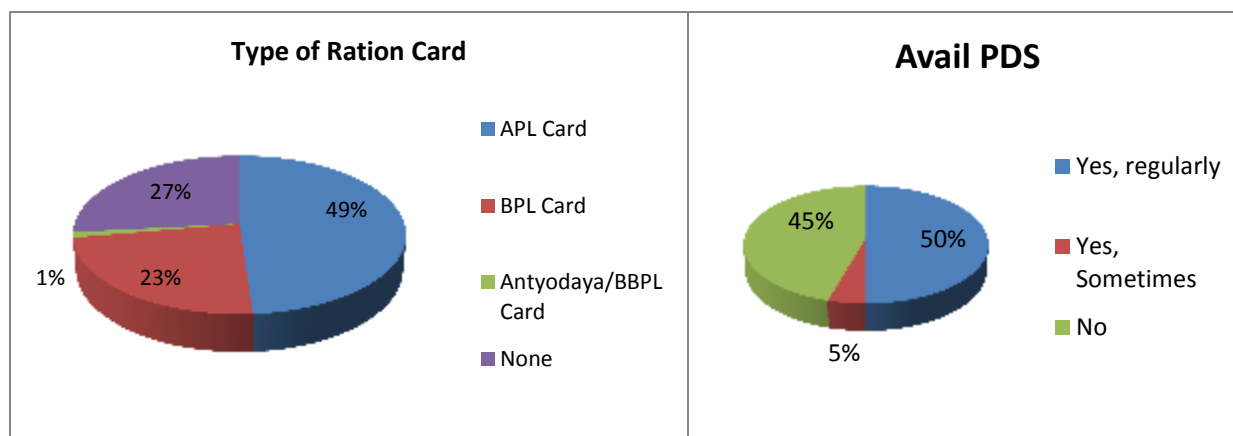 Type of Ration Card
49%
23%
1%
27%
APL Card
BPL Card
Antyodaya/BBPL
Card
None
Avail PDS
50%
5%
45%
Yes, regularly
Yes,
Sometimes
No